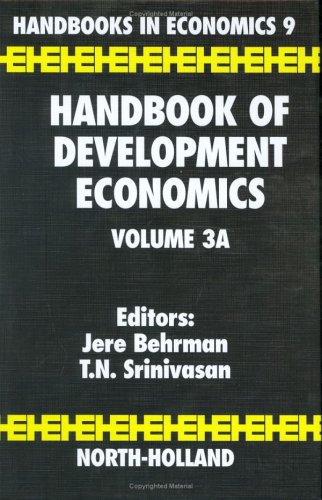 HANDBOOKS IN ECONOMICS 9
HANDBOOK OF
DEVELOPMENT
ECONOMICS
VOLUME 3A
Editors:
Jere Behrman
T.N. Srinivasan
NORTH-HOLLAND